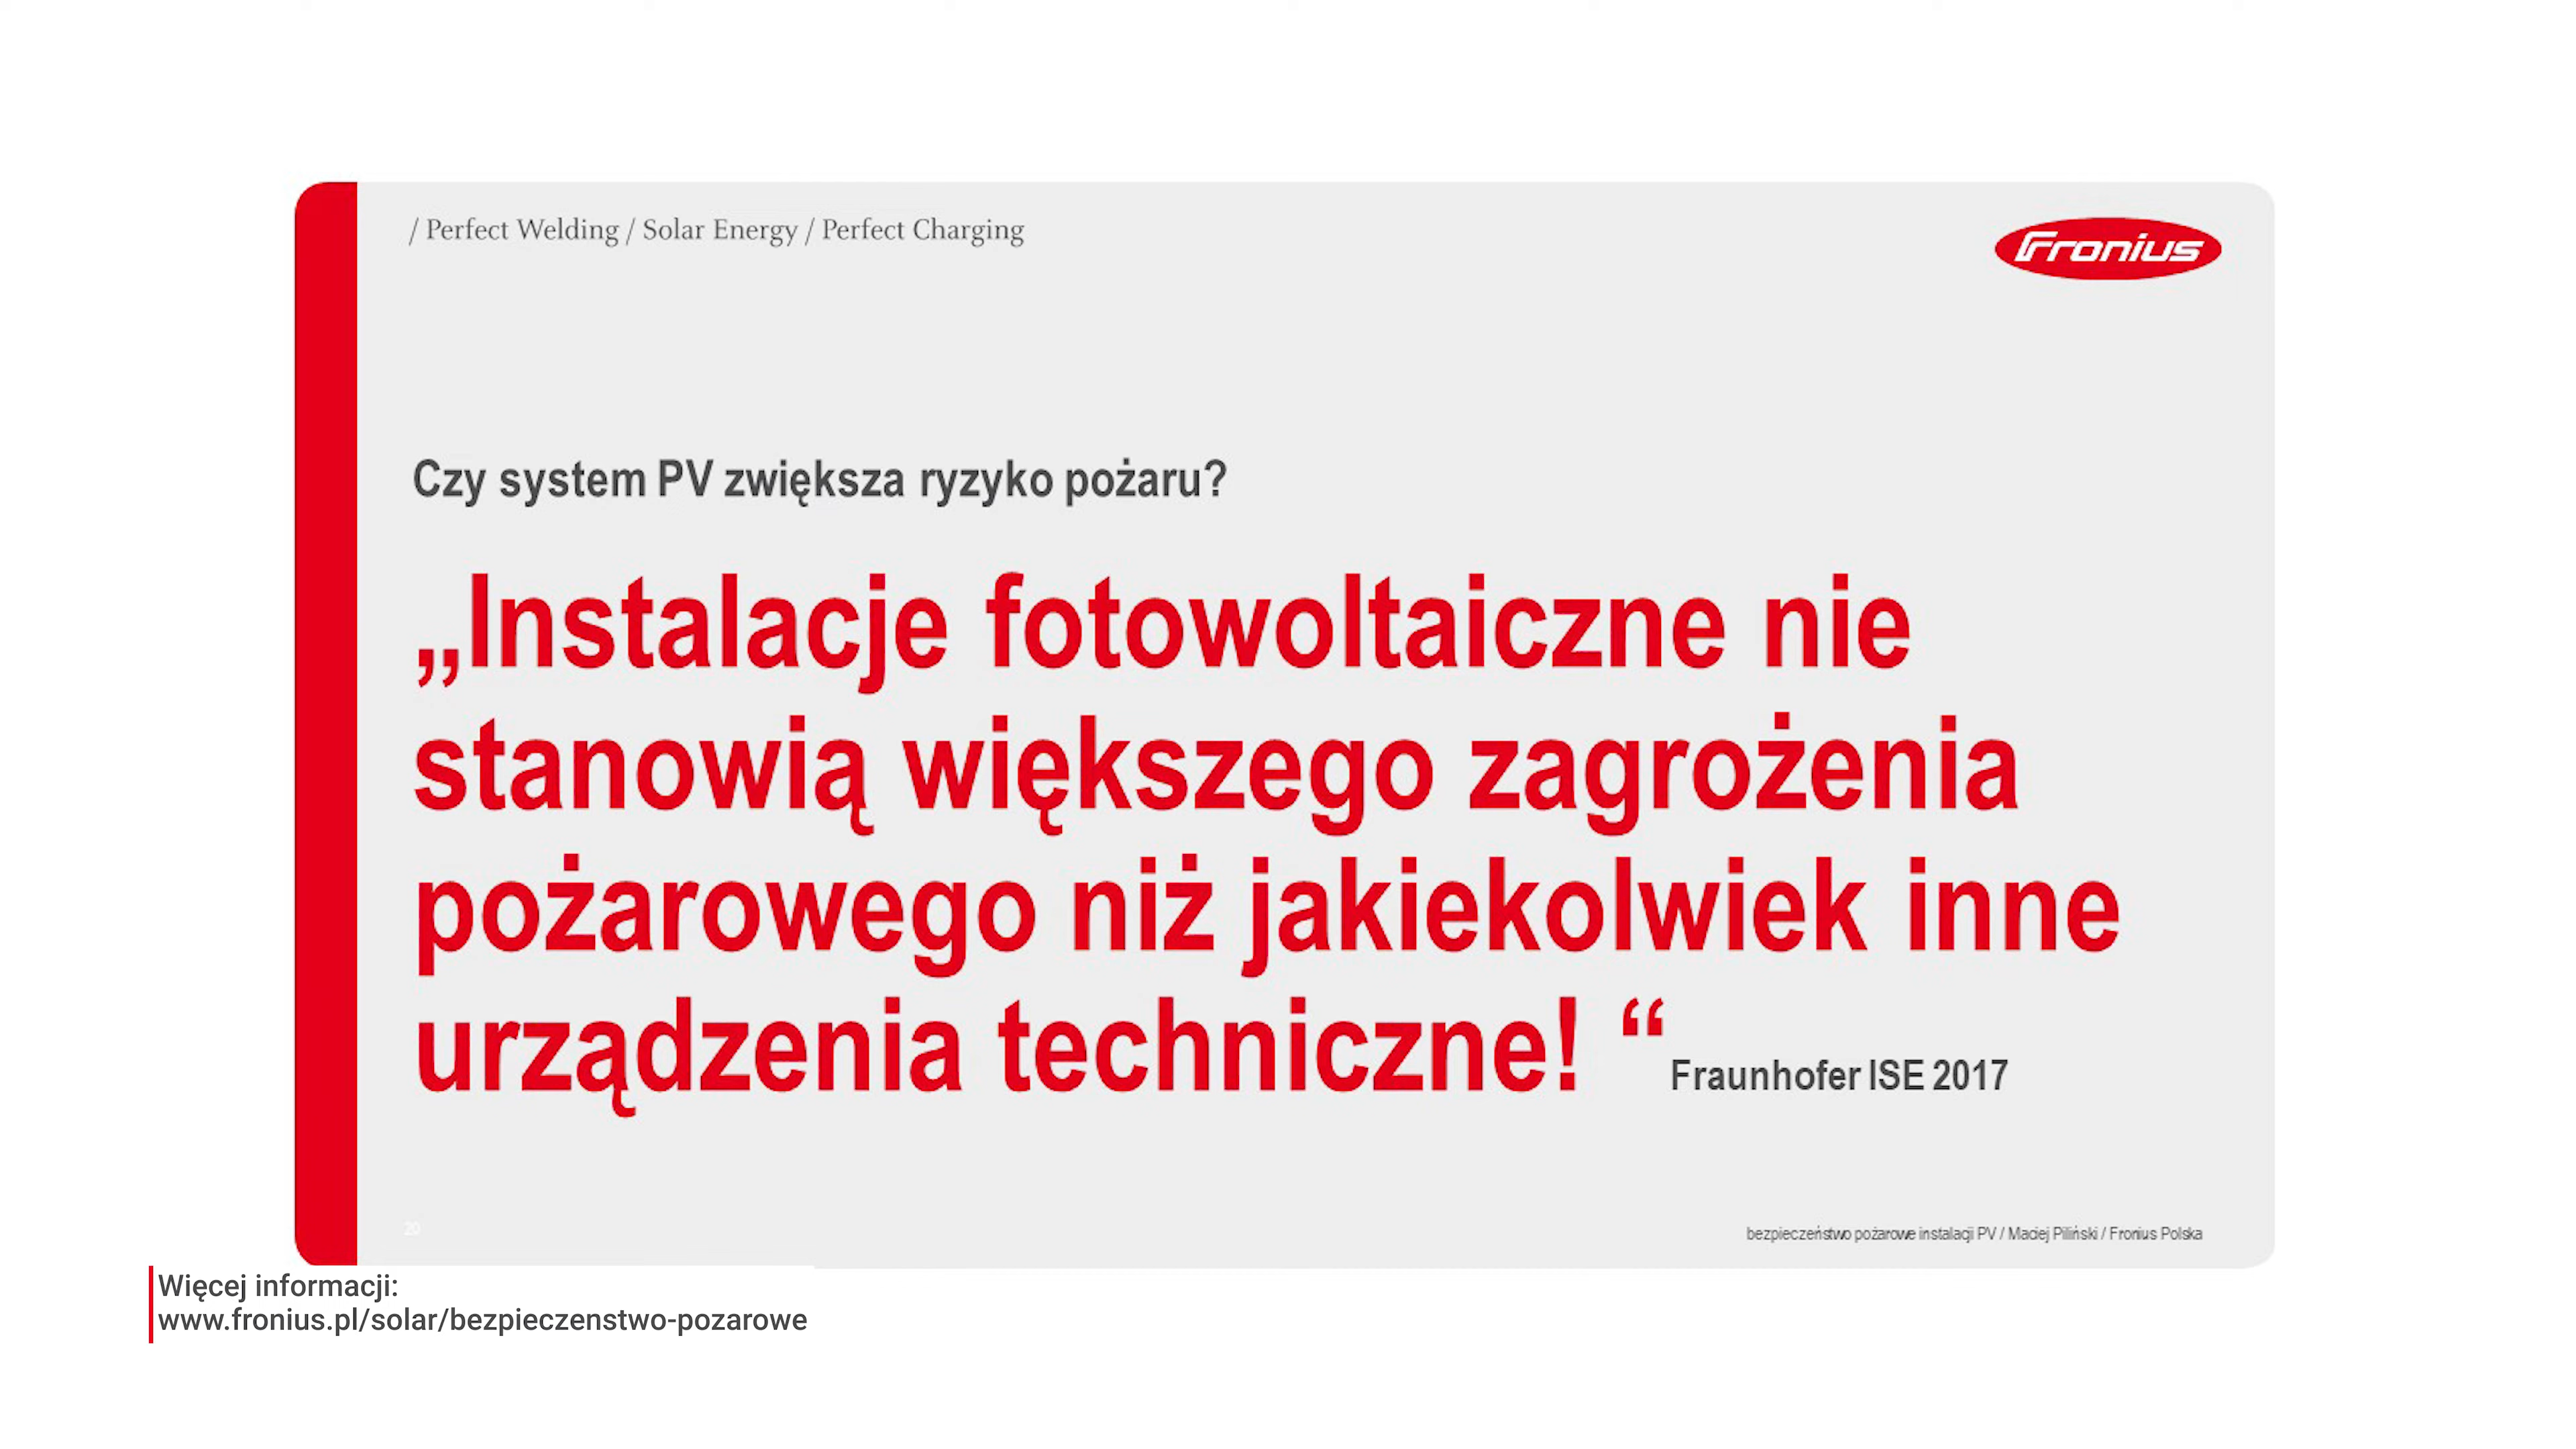 / Perfect Welding / Solar Energy / Perfect Charging
Fronius
Czy system PV zwiększa ryzyko pożaru?
„Instalacje fotowoltaiczne nie
stanowią większego zagrożenia
pożarowego niż jakiekolwiek inne
urządzenia techniczne! “ Fraunhofer ISE 2017
20
bezpieczeństwo pożarowe instalacji PV / Maciej Piliński / Fronius Polska
Więcej informacji:
www.fronius.pl/solar/bezpieczenstwo-pozarowe